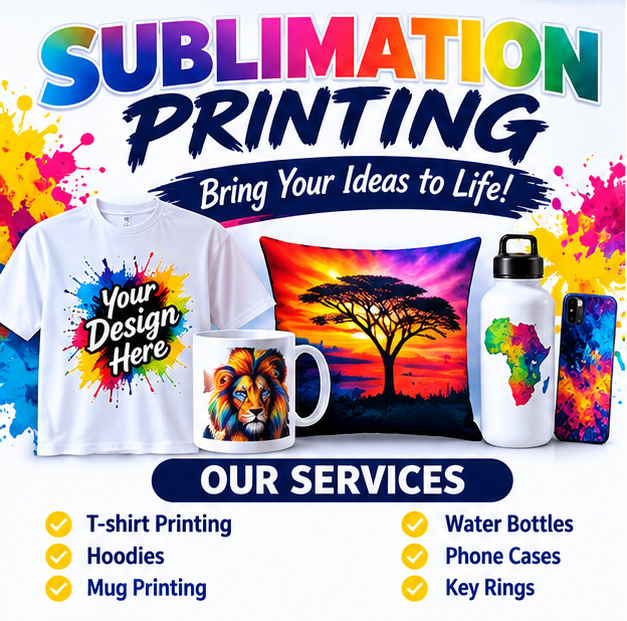 SUBLIMATION
PRINTING
Bring Your Ideas to Life!
Your
Design
Here
OUR SERVICES
T-shirt Printing
Hoodies
Mug Printing
Water Bottles
Phone Cases
Key Rings